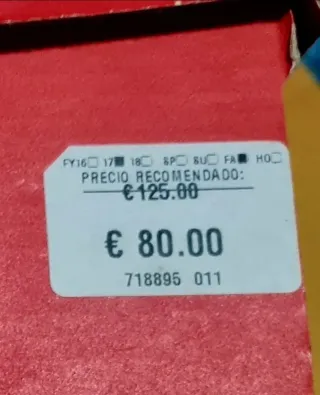 FY16☐ 17■ 18☐ SP☐ SU☐ FA■ HO☐
PRECIO RECOMENDADO:
€125.00
€ 80.00
718895 011